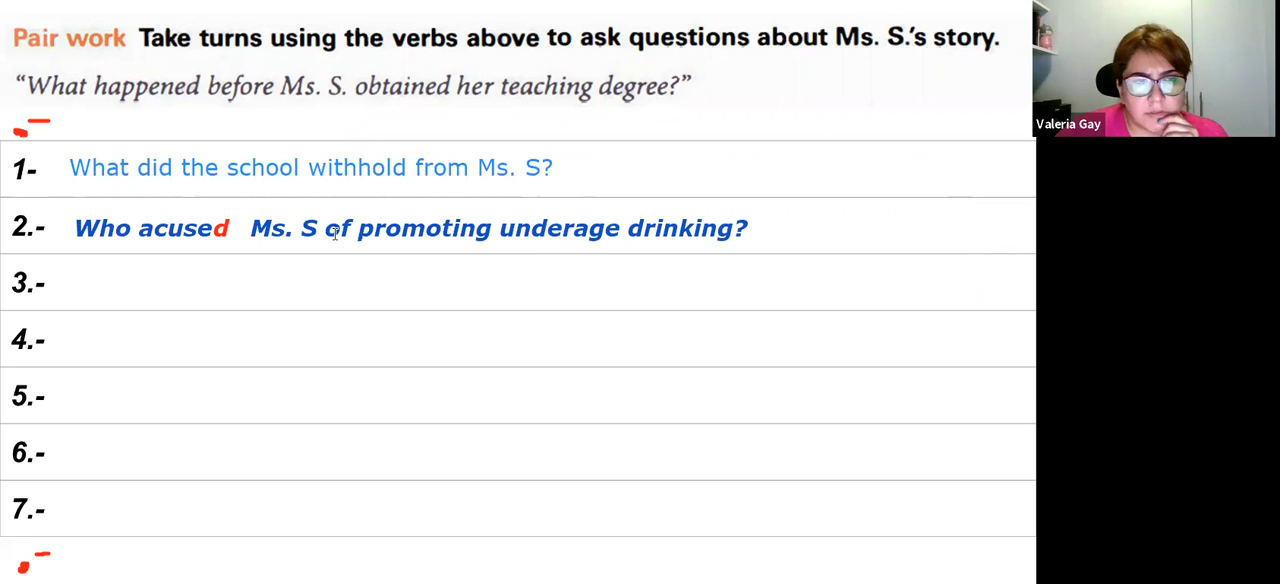 Pair work Take turns using the verbs above to ask questions about Ms. S.'s story.
"What happened before Ms. S. obtained her teaching degree?"
Valeria Gay
1- What did the school withhold from Ms. S?
2.- Who acused Ms. S of promoting underage drinking?
3.-
4.-
5.-
6.-
7.-